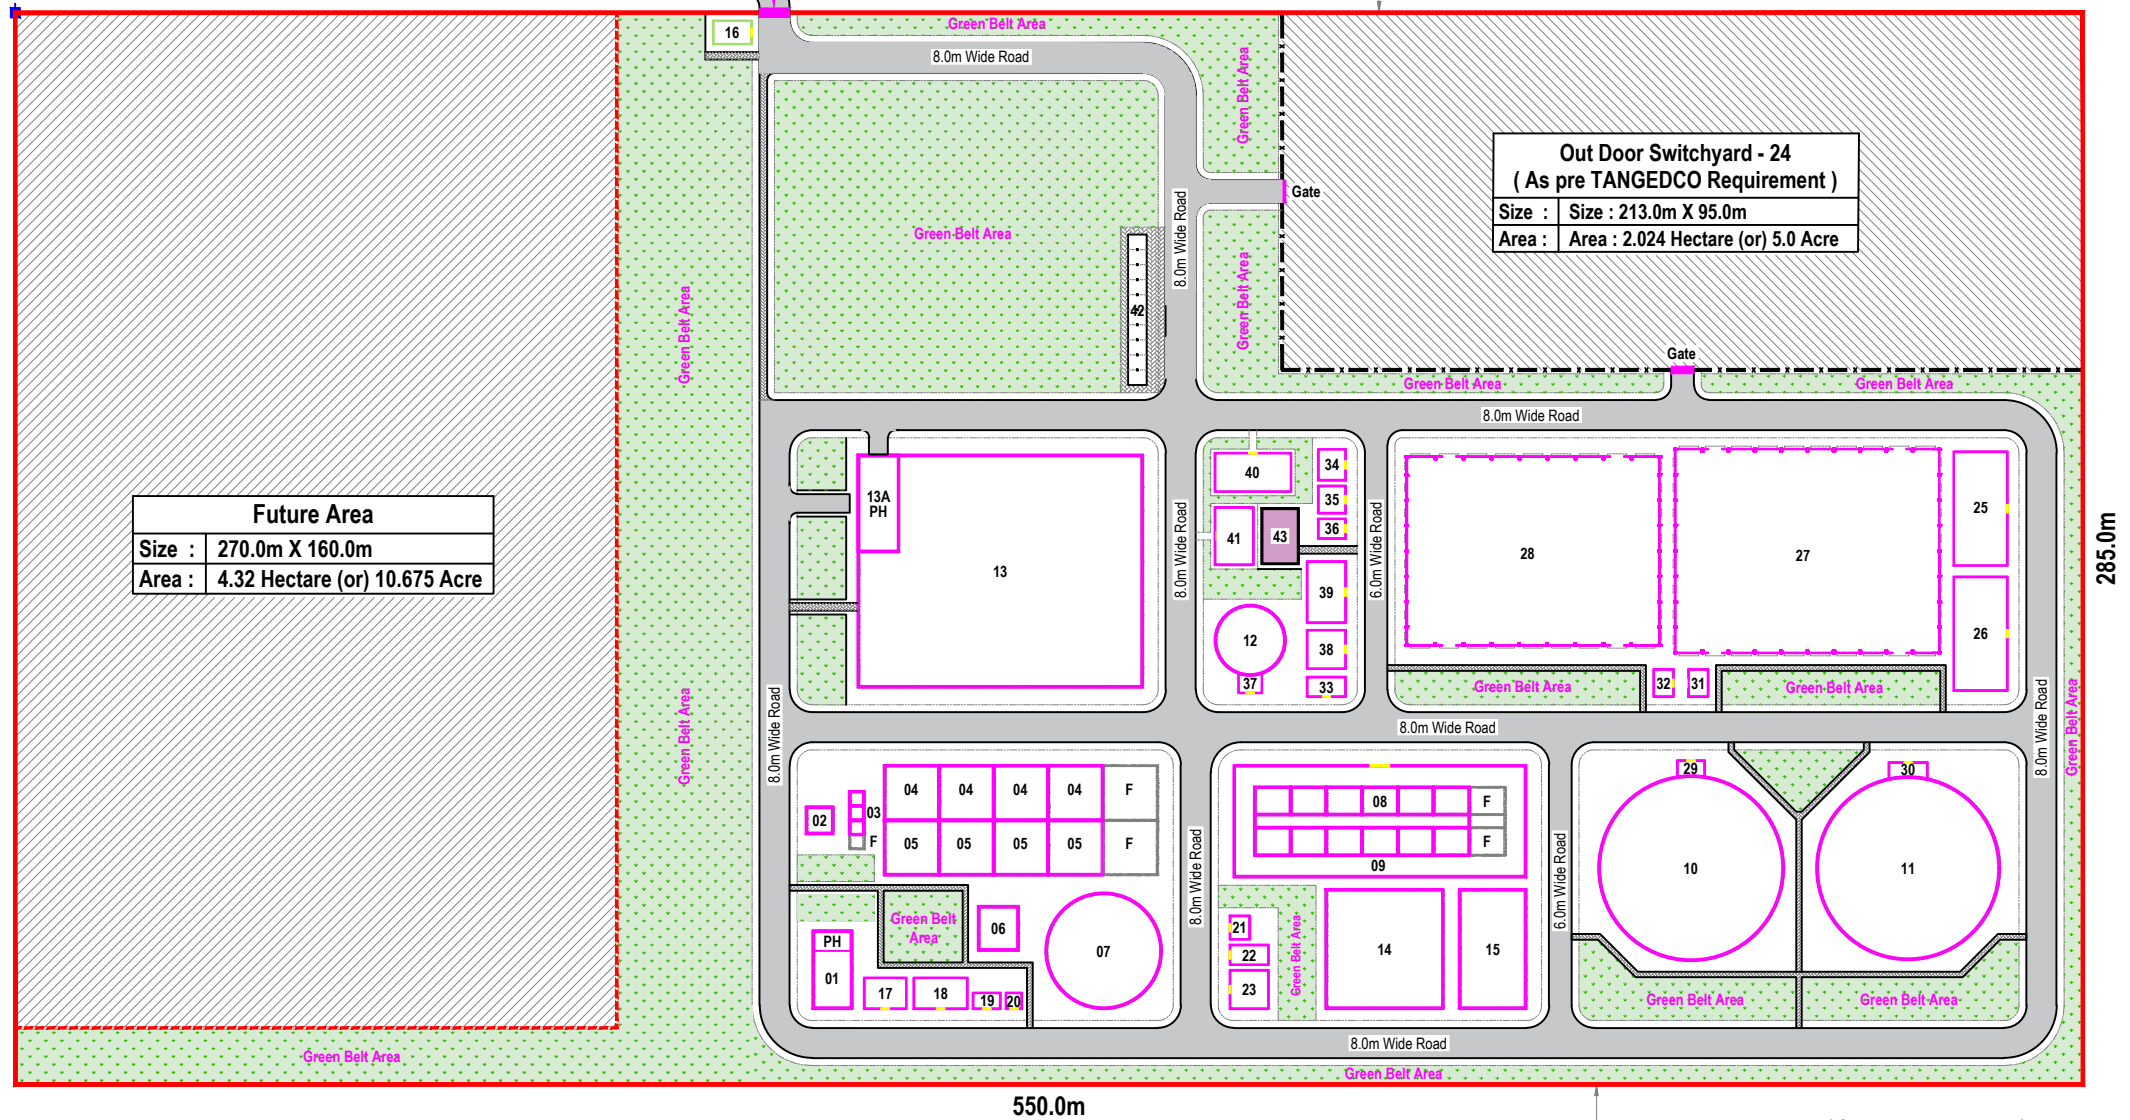 16
Green Belt Area
8.0m Wide Road
Green Belt Area
Out Door Switchyard - 24
( As pre TANGEDCO Requirement )
Size : Size : 213.0m X 95.0m
Area : Area : 2.024 Hectare (or) 5.0 Acre
Gate
8.0m Wide Road
Green Belt Area
Green Belt Area
Green Belt Area
42
Gate
Green Belt Area
Green Belt Area
8.0m Wide Road
Future Area
Size : 270.0m X 160.0m
Area : 4.32 Hectare (or) 10.675 Acre
13A
PH
13
8.0m Wide Road
40
34
35
36
41
43
39
12
38
37
33
6.0m Wide Road
28
27
25
26
285.0m
32
31
Green Belt Area
Green Belt Area
Green Belt Area
8.0m Wide Road
8.0m Wide Road
8.0m Wide Road
Green Belt Area
02
03
F
04 04 04 04 F
05 05 05 05 F
08
F
F
09
29
30
10
11
8.0m Wide Road
6.0m Wide Road
Green Belt
Area
06
07
PH
01
17
18
19
20
21
22
23
Green Belt Area
14
15
Green Belt Area
Green Belt Area
8.0m Wide Road
Green Belt Area
Green Belt Area
550.0m